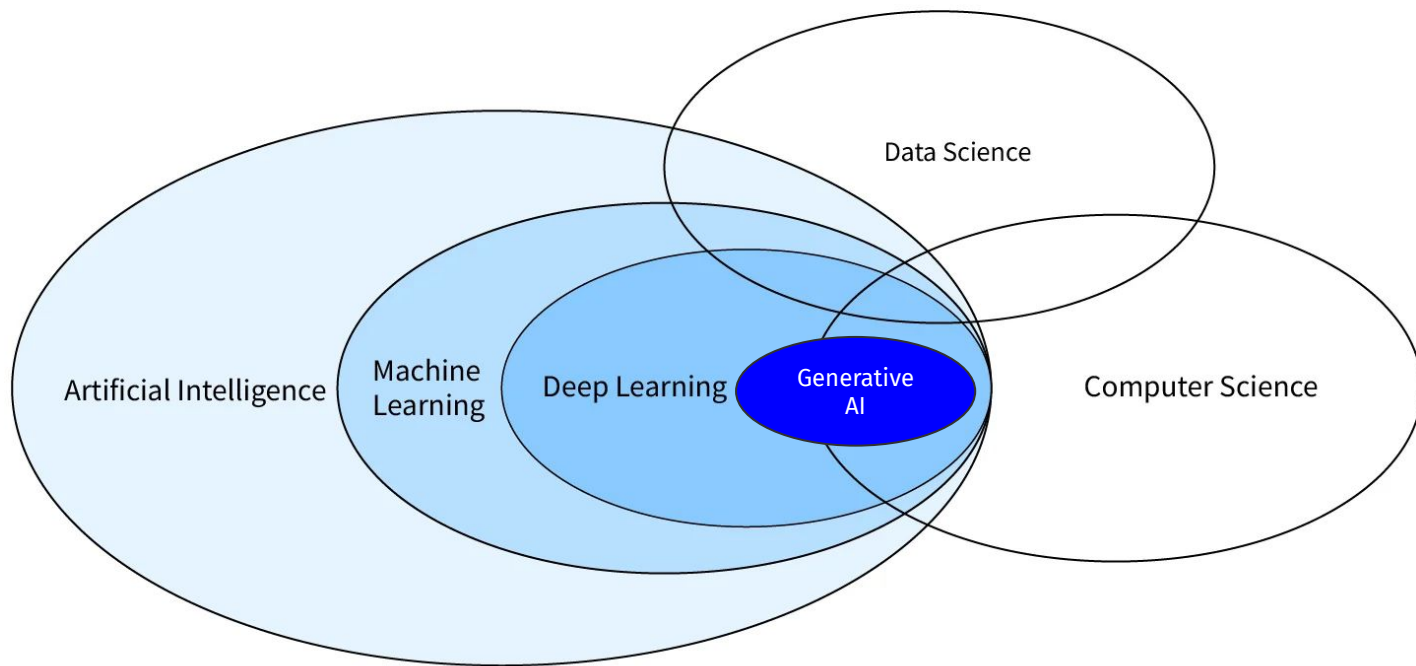 Data Science
Artificial Intelligence
Machine
Learning
Deep Learning
Generative
AI
Computer Science